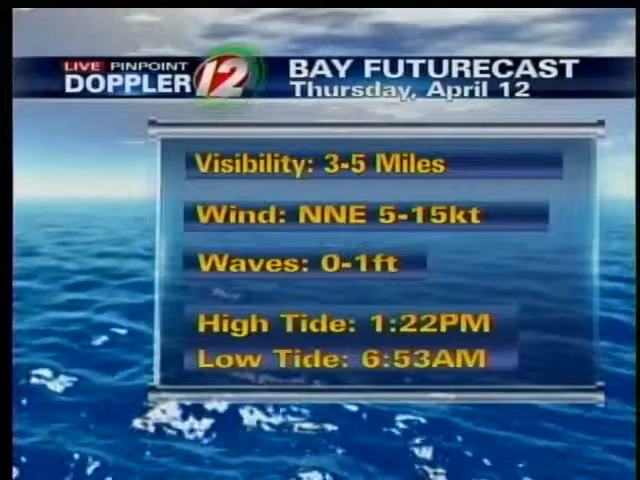 LIVE PINPOINT
DOPPLER 12
BAY FUTURECAST
Thursday, April 12
Visibility: 3-5 Miles
Wind: NNE 5-15kt
Waves: 0-1ft
High Tide: 1:22PM
Low Tide: 6:53AM